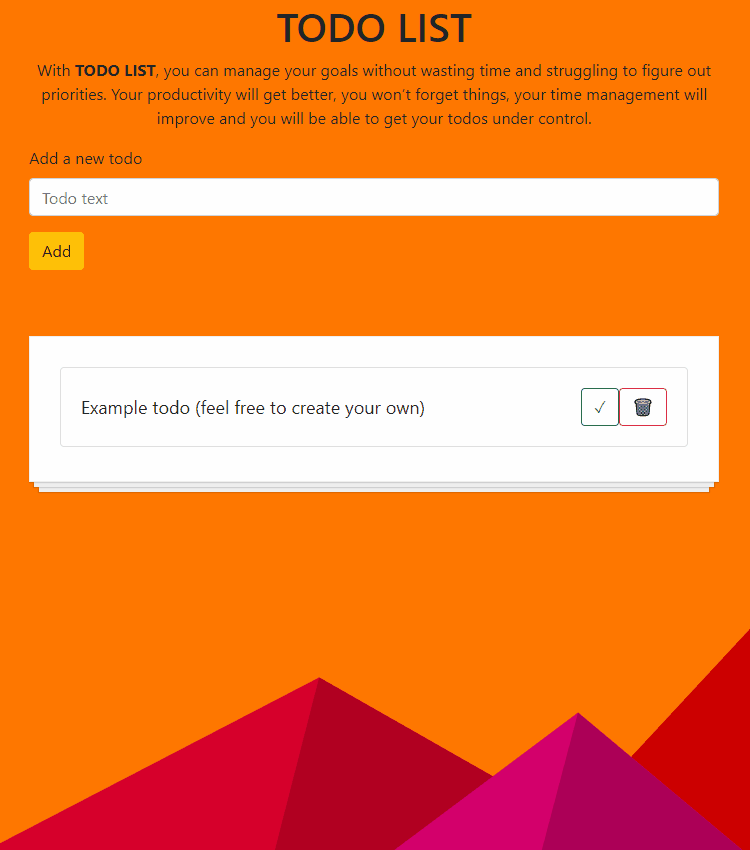 TODO LIST
With TODO LIST, you can manage your goals without wasting time and struggling to figure out
priorities. Your productivity will get better, you won't forget things, your time management will
improve and you will be able to get your todos under control.
Add a new todo
Todo text
Add
Example todo (feel free to create your own)
✓